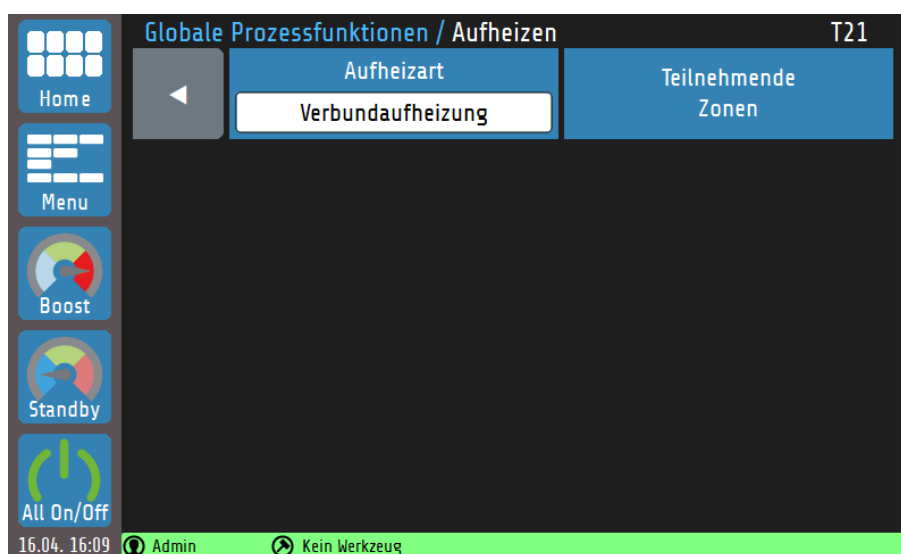 Globale Prozessfunktionen / Aufheizen
T21
Home
Aufheizart
Verbundaufheizung
Teilnehmende
Zonen
Menu
Boost
Standby
All On/Off
16.04. 16:09
Admin
Kein Werkzeug